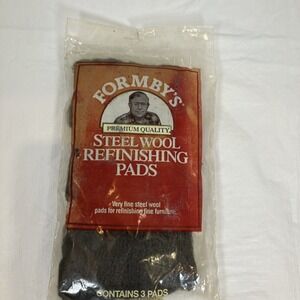 FORMBY'S
PREMIUM QUALITY
STEEL WOOL
REFINISHING
PADS
Very fine steel wool
pads for refinishing fine furniture.
CONTAINS 3 PADS